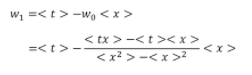 w₁ =<t> −w₀ <x>
=<t> − (<tx> −<t><x>) / (<x²> −<x>²) <x>